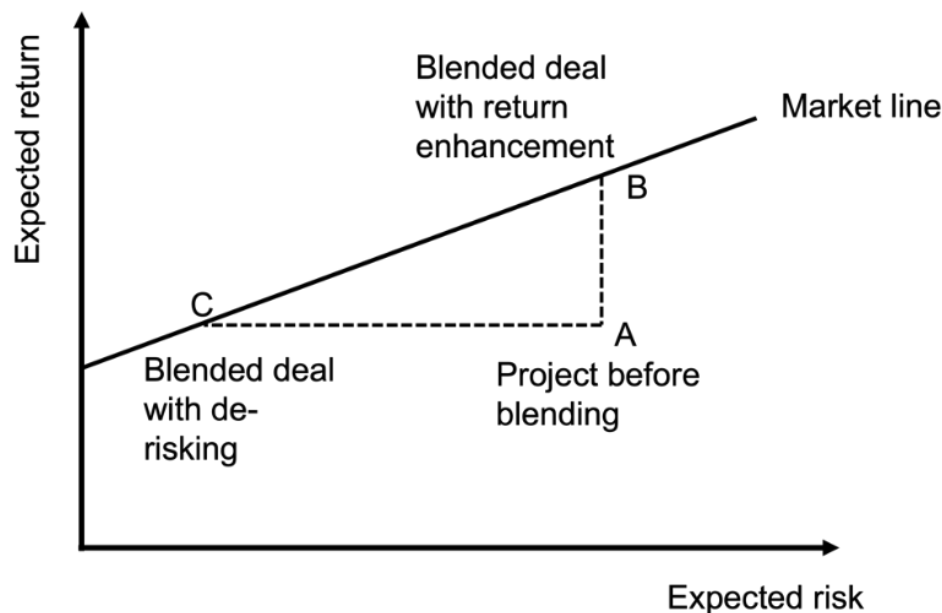 Expected return
Blended deal
with return
enhancement
Market line
B
C
A
Blended deal
with de-
risking
Project before
blending
Expected risk